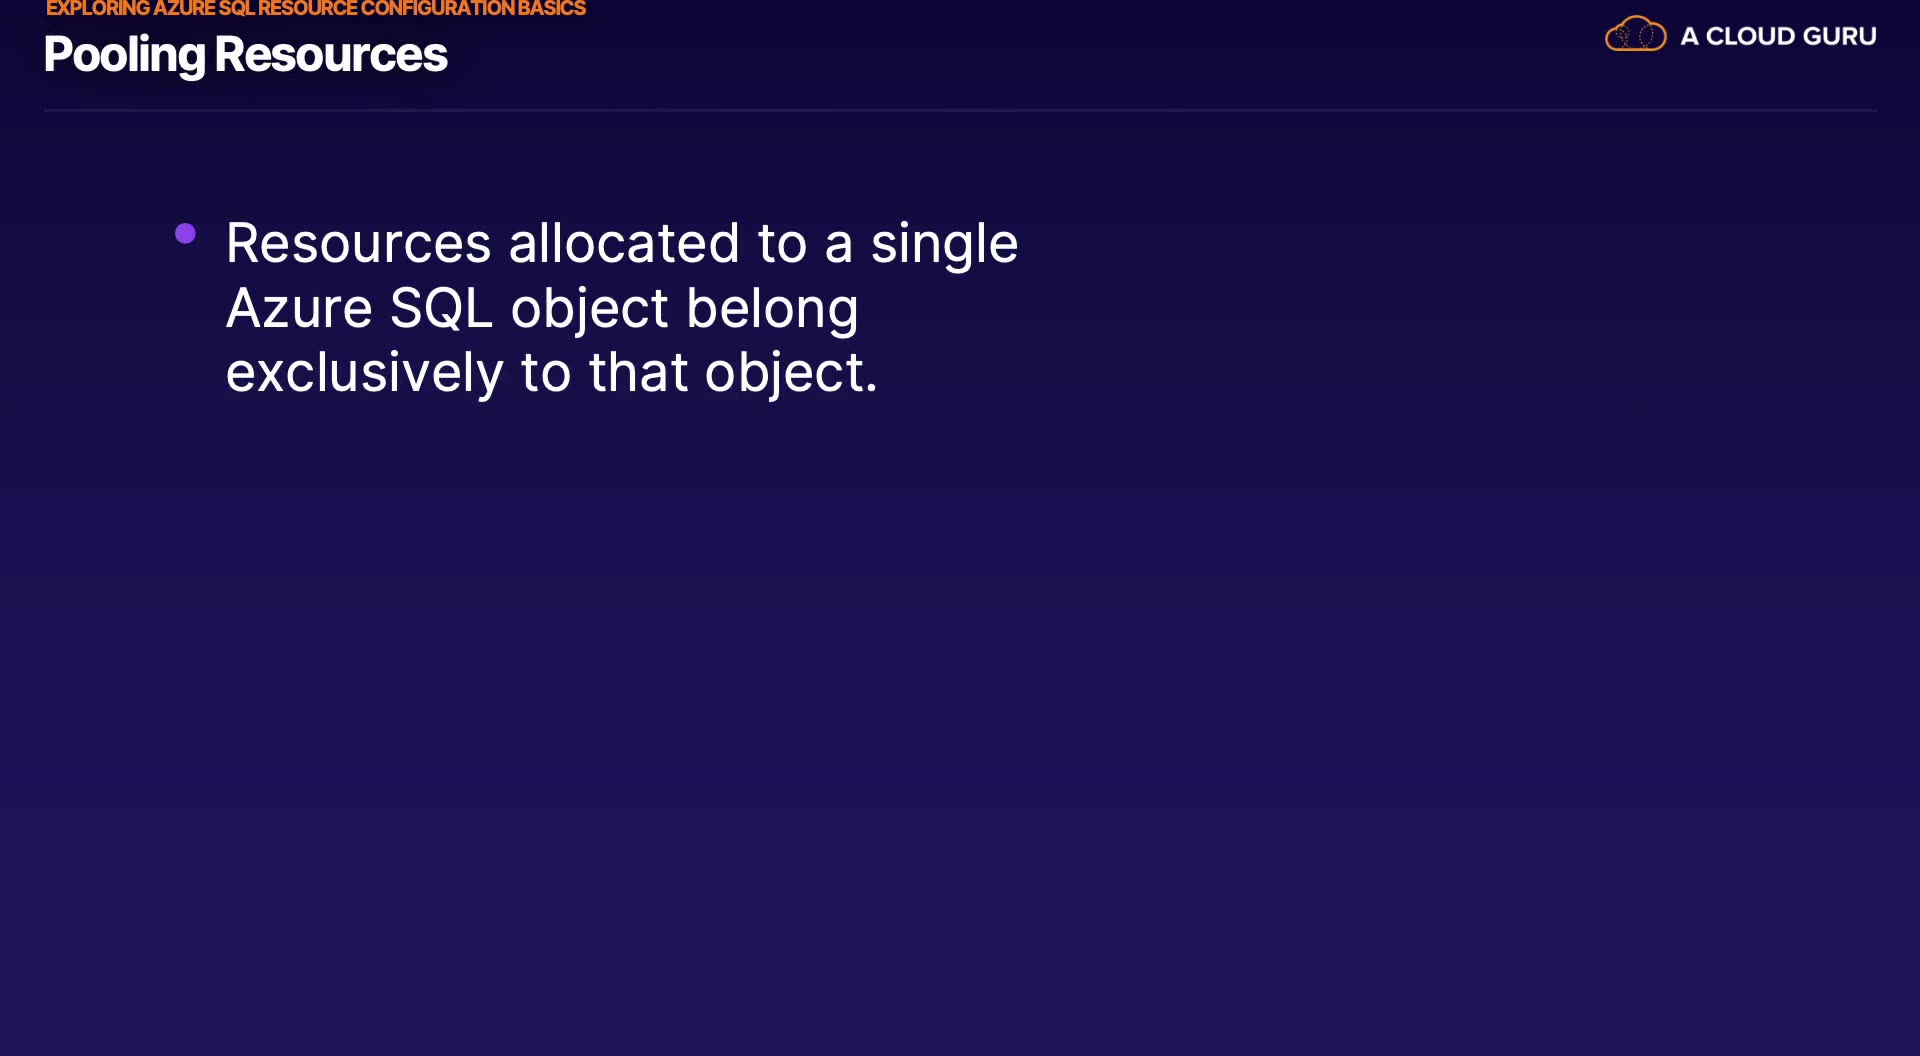 EXPLORING AZURE SQL RESOURCE CONFIGURATION BASICS
Pooling Resources
A CLOUD GURU
Resources allocated to a single
Azure SQL object belong
exclusively to that object.